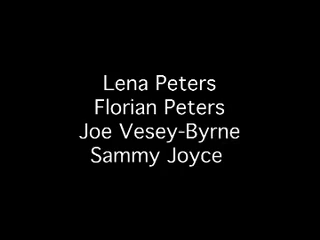 Lena Peters
Florian Peters
Joe Vesey-Byrne
Sammy Joyce